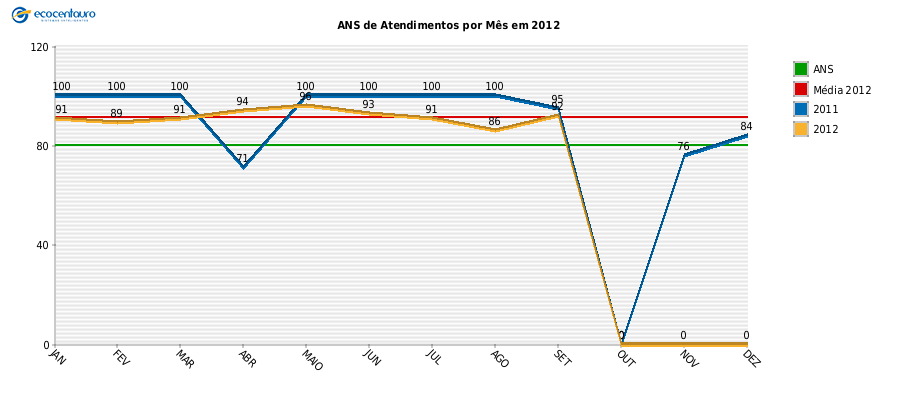 ecocentauro
ANS de Atendimentos por Mês em 2012
120
80
40
0
100 100 100 71 100 100 100 100 95 0 76 84
91 89 91 94 96 93 91 86 92 0 0 0
JAN FEV MAR ABR MAIO JUN JUL AGO SET OUT NOV DEZ
ANS
Média 2012
2011
2012